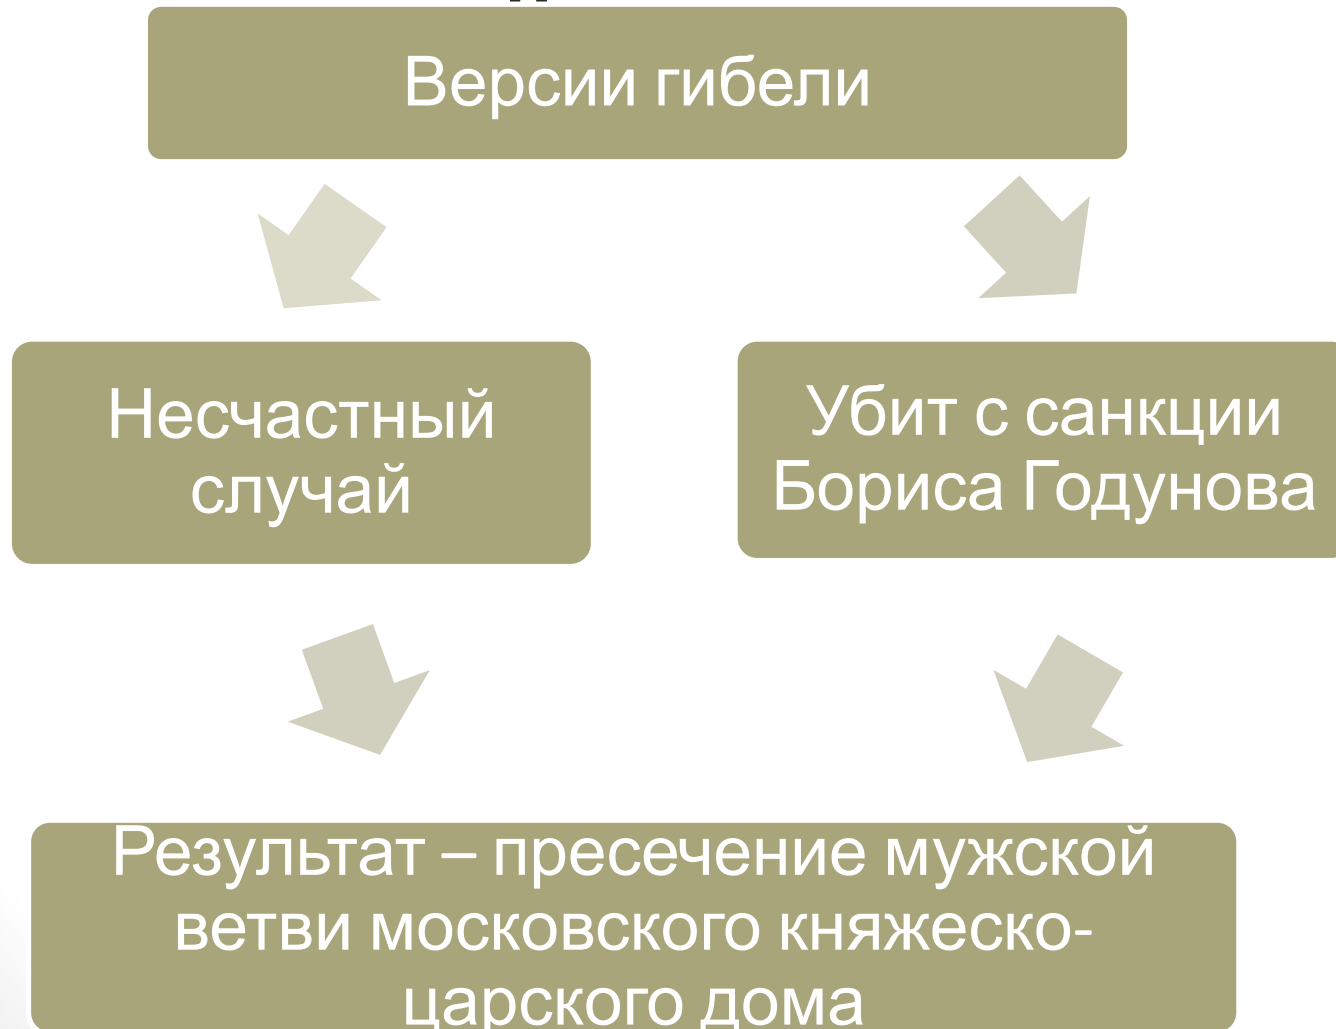 Версии гибели
Несчастный
случай
Убит с санкции
Бориса Годунова
Результат – пресечение мужской
ветви московского княжеско-
царского дома